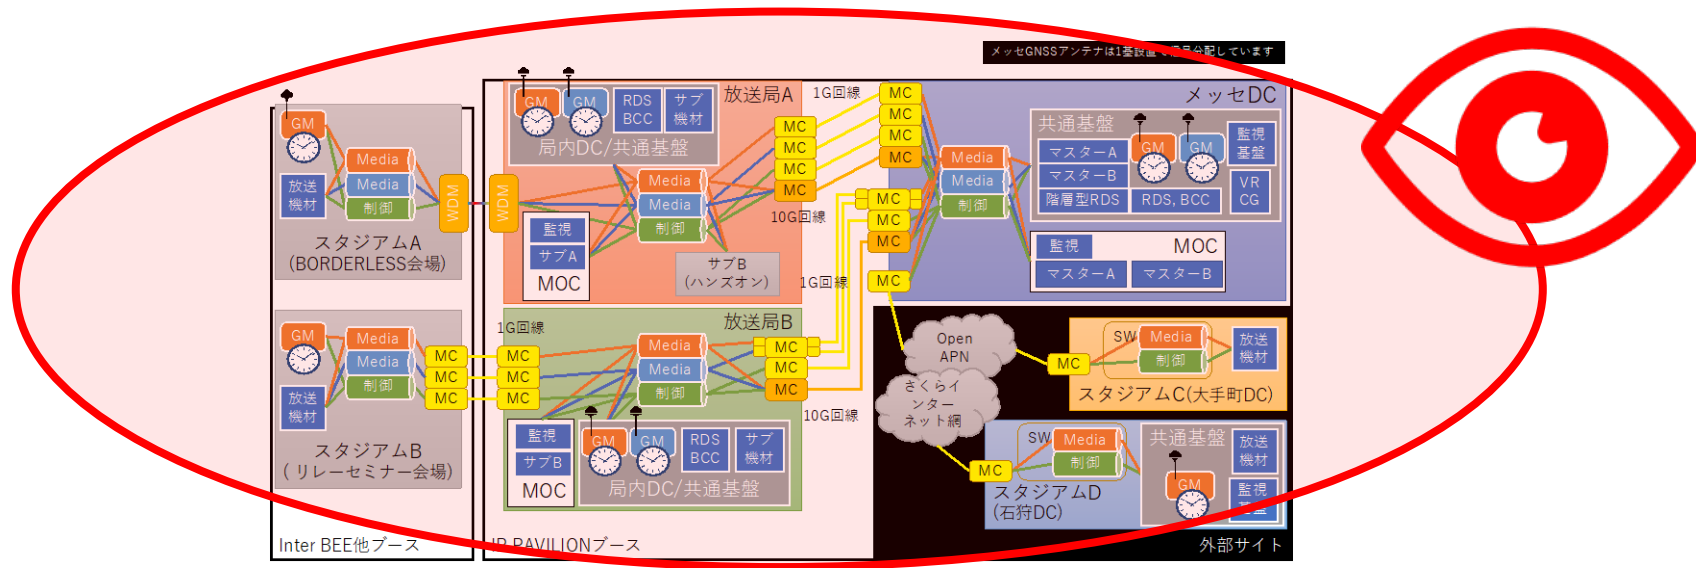 メッセGNSSアンテナは1基設置で信号分配しています
GM
放送
機材
Media
Media
制御
WDM
スタジアムA
(BORDERLESS会場)
GM
放送
機材
Media
Media
制御
MC
MC
MC
スタジアムB
( リレーセミナー会場)
Inter BEE他ブース
放送局A
GM
GM
RDS
BCC
サブ
機材
局内DC/共通基盤
WDM
Media
Media
制御
監視
サブA
MOC
サブB
(ハンズオン)
MC
MC
MC
MC
1G回線
10G回線
1G回線
放送局B
1G回線
MC
MC
MC
Media
Media
制御
MC
MC
MC
10G回線
監視
サブB
MOC
GM
GM
RDS
BCC
サブ
機材
局内DC/共通基盤
IP PAVILIONブース
メッセDC
MC
MC
MC
MC
MC
MC
MC
MC
Media
Media
制御
共通基盤
マスターA
マスターB
階層型RDS
GM
GM
RDS, BCC
監視
基盤
VR
CG
MOC
監視
マスターA
マスターB
Open
APN
さくらイ
ンター
ネット網
MC
SW
Media
制御
放送
機材
スタジアムC(大手町DC)
MC
SW
Media
制御
スタジアムD
(石狩DC)
共通基盤
GM
放送
機材
監視
基盤
外部サイト